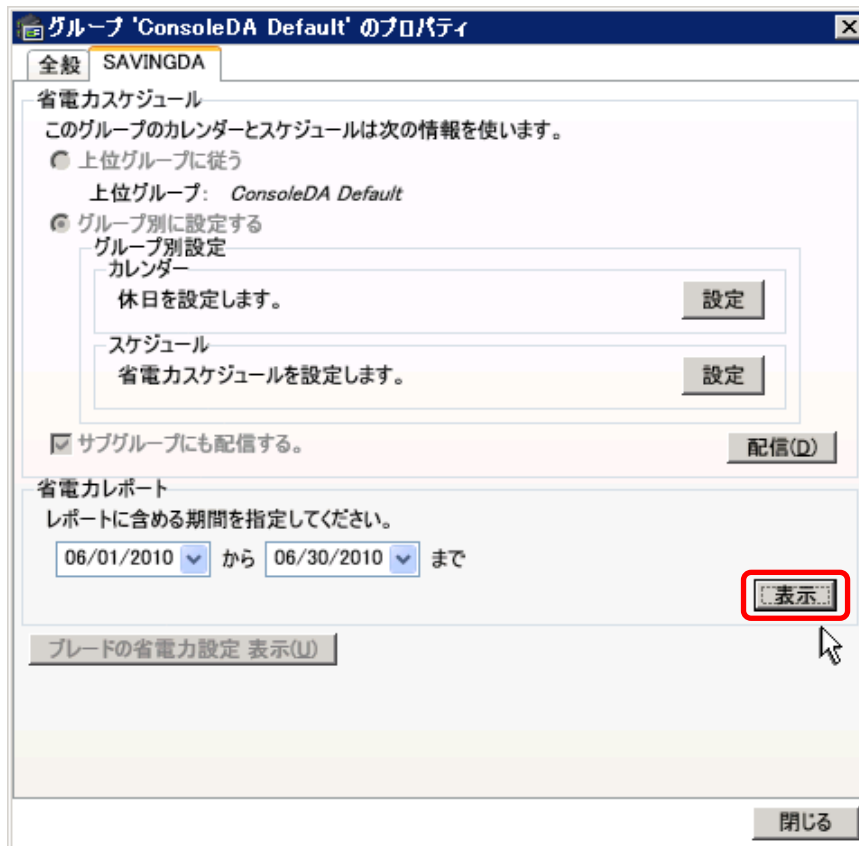 グループ 'ConsoleDA Default' のプロパティ
全般 SAVINGDA
省電力スケジュール
このグループのカレンダーとスケジュールは次の情報を使います。
上位グループに従う
上位グループ: ConsoleDA Default
グループ別に設定する
グループ別設定
カレンダー
休日を設定します。 設定
スケジュール
省電力スケジュールを設定します。 設定
サブグループにも配信する。 配信(D)
省電力レポート
レポートに含める期間を指定してください。
06/01/2010 から 06/30/2010 まで
表示
ブレードの省電力設定 表示(U)
閉じる